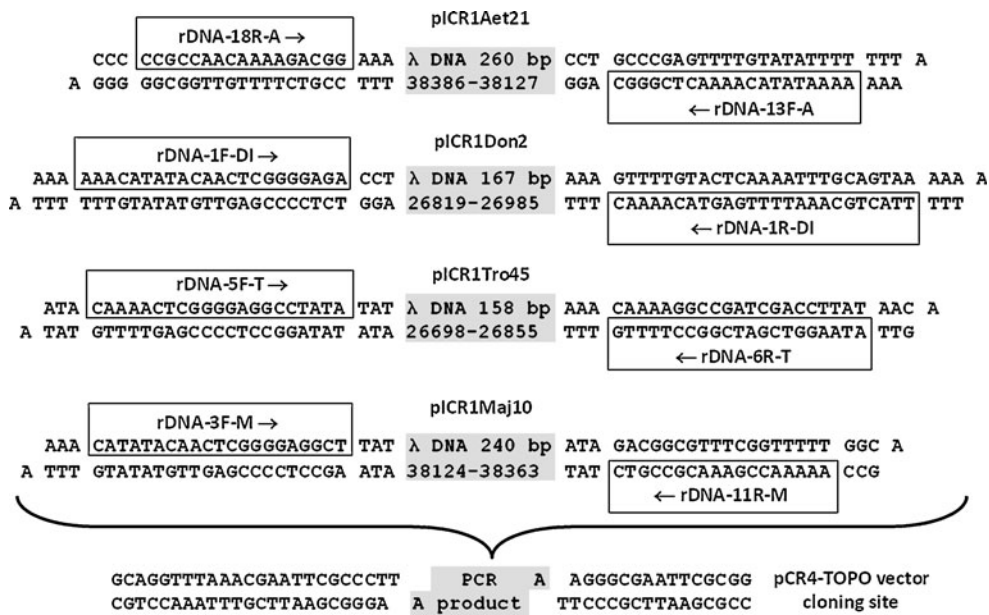 pICR1Aet21
rDNA-18R-A →
CCC CCGCCAACAAAAGACGG AAA λ DNA 260 bp CCT GCCCGAGTTTTGTATATTTT TTT A
A GGG GGCGGTTGTTTTCTGCC TTT 38386-38127 GGA CGGGCTCAAAACATATAAAA AAA
← rDNA-13F-A
pICR1Don2
rDNA-1F-DI →
AAA AAACATATACAACTCGGGGAGA CCT λ DNA 167 bp AAA GTTTTGTACTCAAAATTTGCAGTAA AAA A
A TTT TTTGTATATGTTGAGCCCCTCT GGA 26819-26985 TTT CAAAACATGAGTTTTAAACGTCATT TTT
← rDNA-1R-DI
pICR1Tro45
rDNA-5F-T →
ATA CAAAACTCGGGGAGGCCTATA TAT λ DNA 158 bp AAA CAAAAGGCCGATCGACCTTAT AAC A
A TAT GTTTTGAGCCCCTCCGGATAT ATA 26698-26855 TTT GTTTTCCGGCTAGCTGGAATA TTG
← rDNA-6R-T
pICR1Maj10
rDNA-3F-M →
AAA CATATACAACTCGGGGAGGCT TAT λ DNA 240 bp ATA GACGGCGTTTCGGTTTTT GGC A
A TTT GTATATGTTGAGCCCCTCCGA ATA 38124-38363 TAT CTGCCGCAAAGCCAAAAA CCG
← rDNA-11R-M
GCAGGTTTAAACGAATTCGCCCTT PCR A AGGGCGAATTCGCGG pCR4-TOPO vector
CGTCCAAATTTGCTTAAGCGGGA A product TTCCCGCTTAAGCGCC cloning site